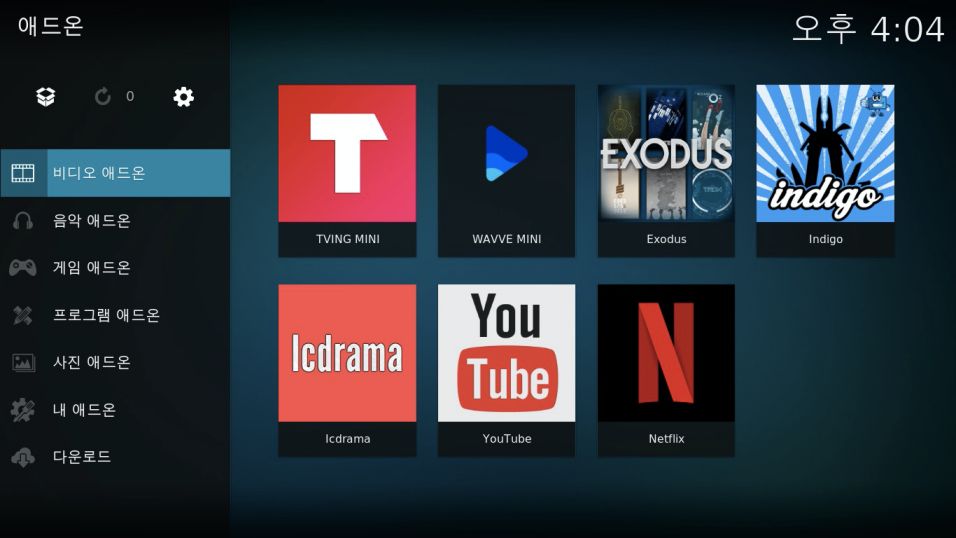 애드온
오후 4:04
0
비디오 애드온
음악 애드온
게임 애드온
프로그램 애드온
사진 애드온
내 애드온
다운로드
T
TVING MINI
WAVVE MINI
EXODUS
Exodus
indigo
Indigo
Icdrama
Icdrama
You
Tube
YouTube
N
Netflix